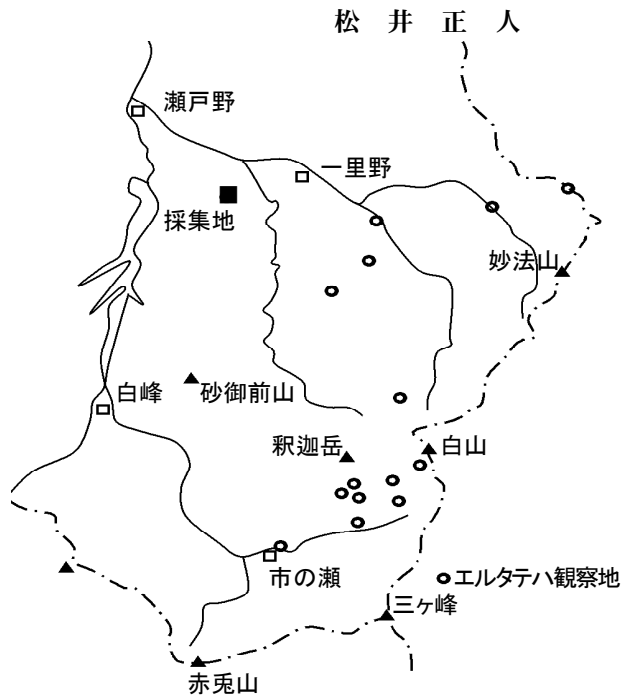 松井正人
瀬戸野
一里野
採集地
妙法山
白峰
砂御前山
釈迦岳
白山
市の瀬
エルタテハ観察地
三ヶ峰
赤兎山